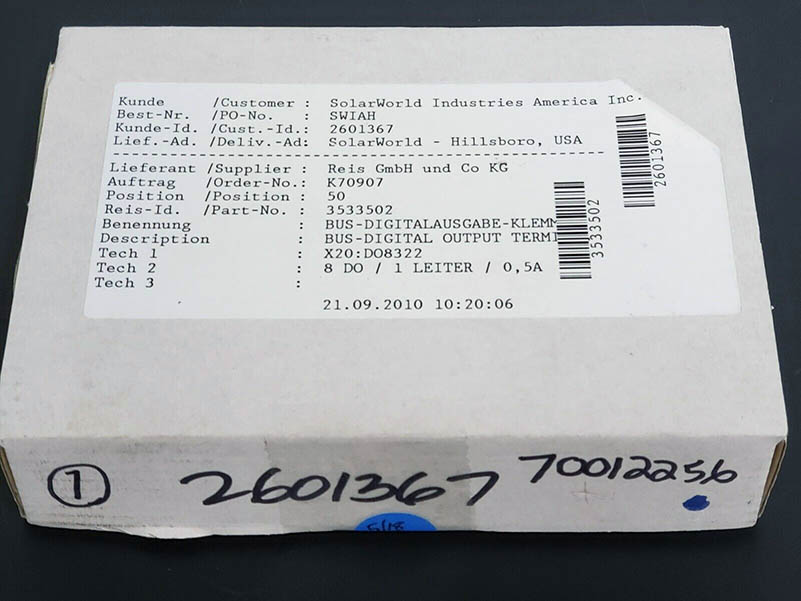 Kunde /Customer : SolarWorld Industries America Inc.
Best-Nr. /PO-No. : SWIAH
Kunde-Id. /Cust.-Id.: 2601367
Lief.-Ad. /Deliv.-Ad: SolarWorld - Hillsboro, USA
Lieferant /Supplier : Reis GmbH und Co KG
Auftrag /Order-No.: K70907
Position /Position : 50
Reis-Id. /Part-No. : 3533502
Benennung : BUS-DIGITALAUSGABE-KLEMM
Description : BUS-DIGITAL OUTPUT TERMI
Tech 1 : X20:DO8322
Tech 2 : 8 DO / 1 LEITER / 0,5A
Tech 3 :
21.09.2010 10:20:06
3533502
2601367
1 2601367 70012256
5/18